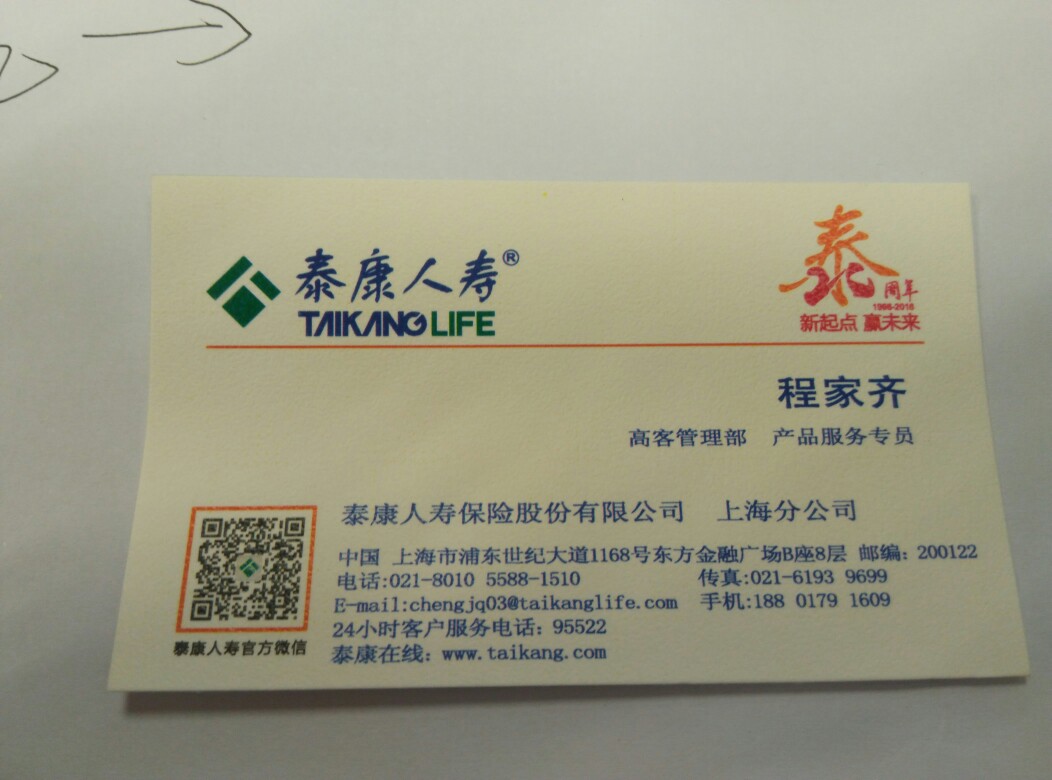 泰康人寿®
TAIKANG LIFE
泰
20周年
1996-2016
新起点 赢未来
程家齐
高客管理部 产品服务专员
泰康人寿保险股份有限公司 上海分公司
中国 上海市浦东世纪大道1168号东方金融广场B座8层 邮编: 200122
电话:021-8010 5588-1510 传真:021-6193 9699
E-mail:chengjq03@taikanglife.com 手机:188 0179 1609
24小时客户服务电话: 95522
泰康在线: www.taikang.com
泰康人寿官方微信